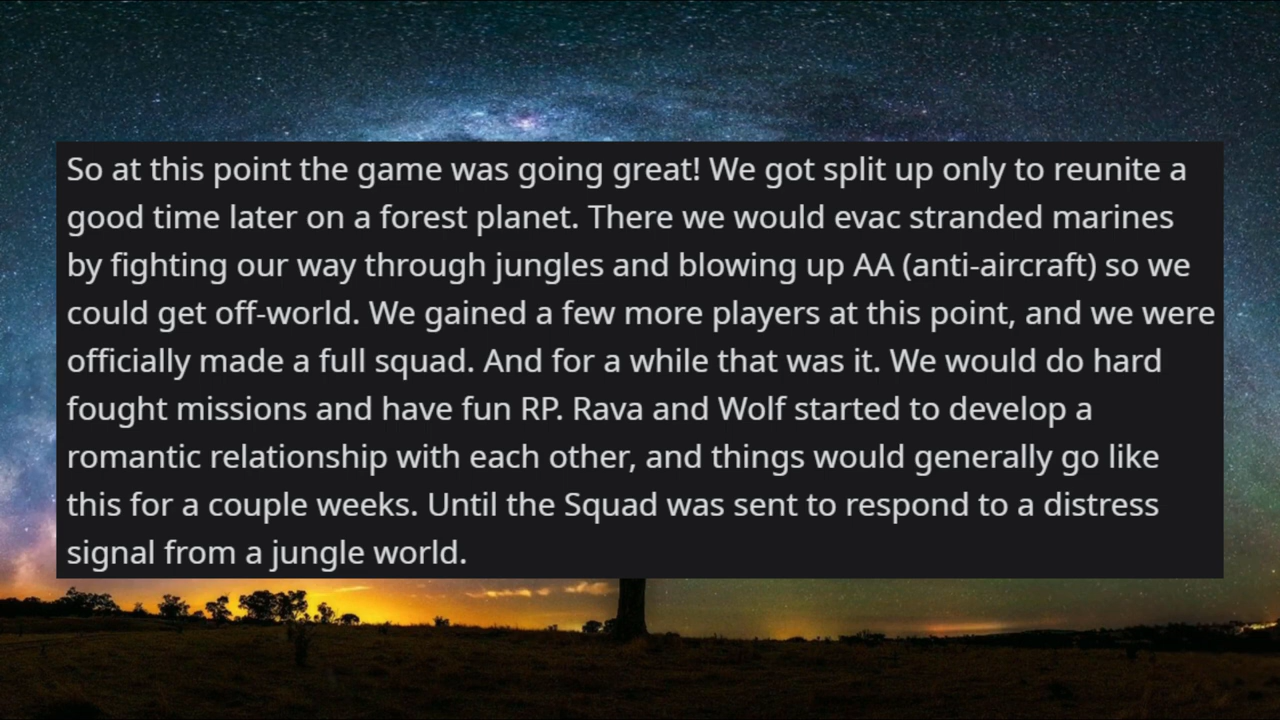 So at this point the game was going great! We got split up only to reunite a
good time later on a forest planet. There we would evac stranded marines
by fighting our way through jungles and blowing up AA (anti-aircraft) so we
could get off-world. We gained a few more players at this point, and we were
officially made a full squad. And for a while that was it. We would do hard
fought missions and have fun RP. Rava and Wolf started to develop a
romantic relationship with each other, and things would generally go like
this for a couple weeks. Until the Squad was sent to respond to a distress
signal from a jungle world.